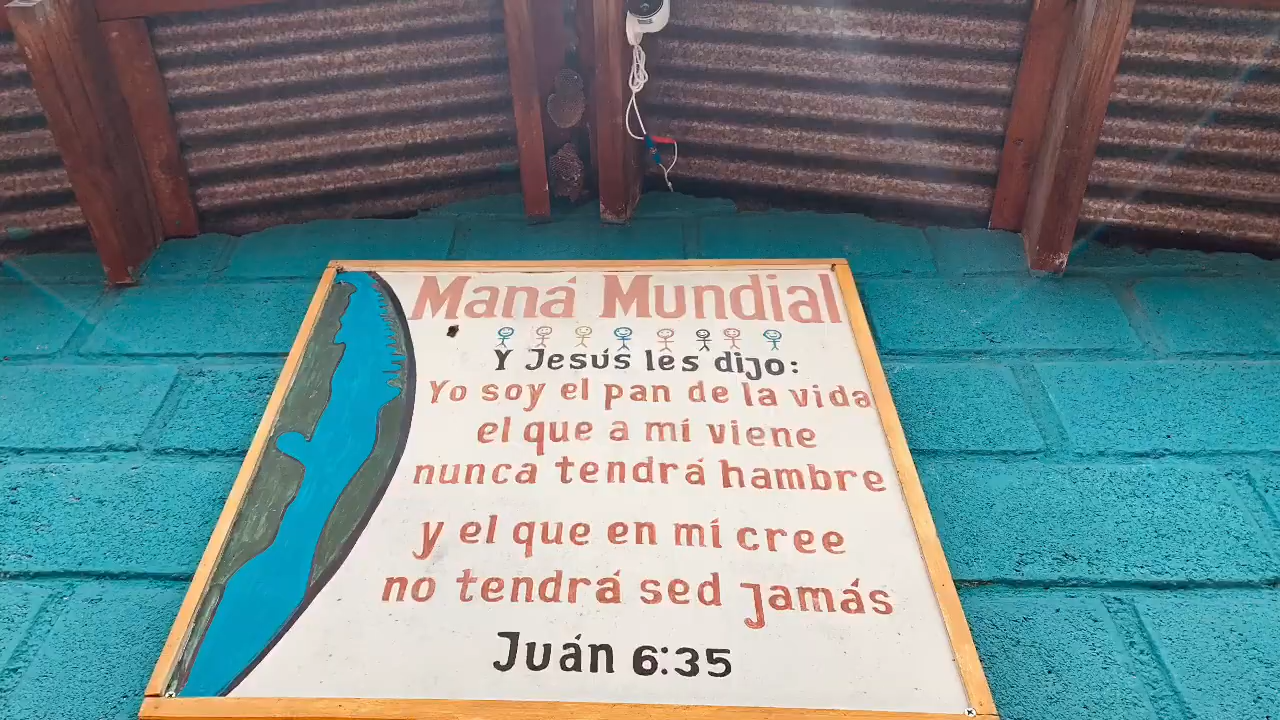 Maná Mundial
Y Jesús les dijo:
Yo soy el pan de la vida
el que a mí viene
nunca tendrá hambre
y el que en mí cree
no tendrá sed jamás
Juán 6:35